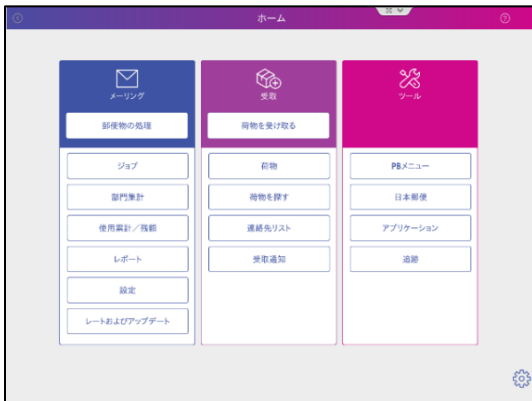 ホーム
メーリング
郵便物の処理
ジョブ
部門集計
使用累計／残額
レポート
設定
レートおよびアップデート
受取
荷物を受け取る
荷物
荷物を探す
連絡先リスト
受取通知
ツール
PBメニュー
日本郵便
アプリケーション
追跡